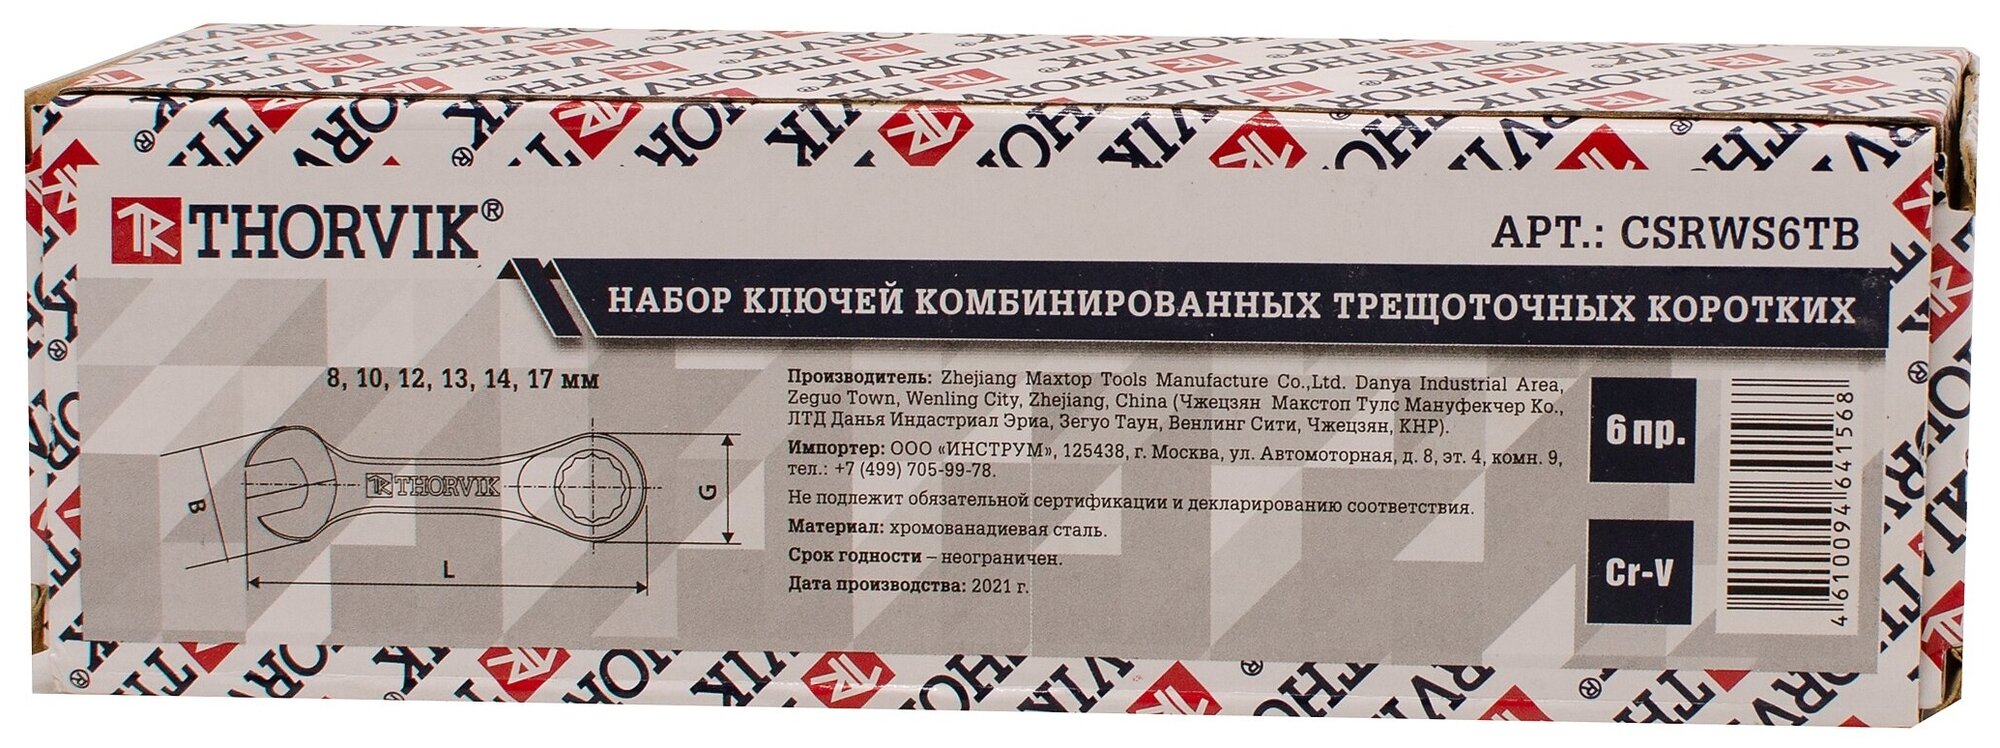 THORVIK®
АРТ.: CSRWS6TB
НАБОР КЛЮЧЕЙ КОМБИНИРОВАННЫХ ТРЕЩОТОЧНЫХ КОРОТКИХ
8, 10, 12, 13, 14, 17 мм
B
THORVIK
G
L
Производитель: Zhejiang Maxtop Tools Manufacture Co.,Ltd. Danya Industrial Area,
Zeguo Town, Wenling City, Zhejiang, China (Чжецзян Макстоп Тулс Мануфекчер Ко.,
ЛТД Данья Индастриал Эриа, Зегуо Таун, Венлинг Сити, Чжецзян, КНР).
Импортер: ООО «ИНСТРУМ», 125438, г. Москва, ул. Автомоторная, д. 8, эт. 4, комн. 9,
тел.: +7 (499) 705-99-78.
Не подлежит обязательной сертификации и декларированию соответствия.
Материал: хромованадиевая сталь.
Срок годности – неограничен.
Дата производства: 2021 г.
6 пр.
Cr-V
4610094641568